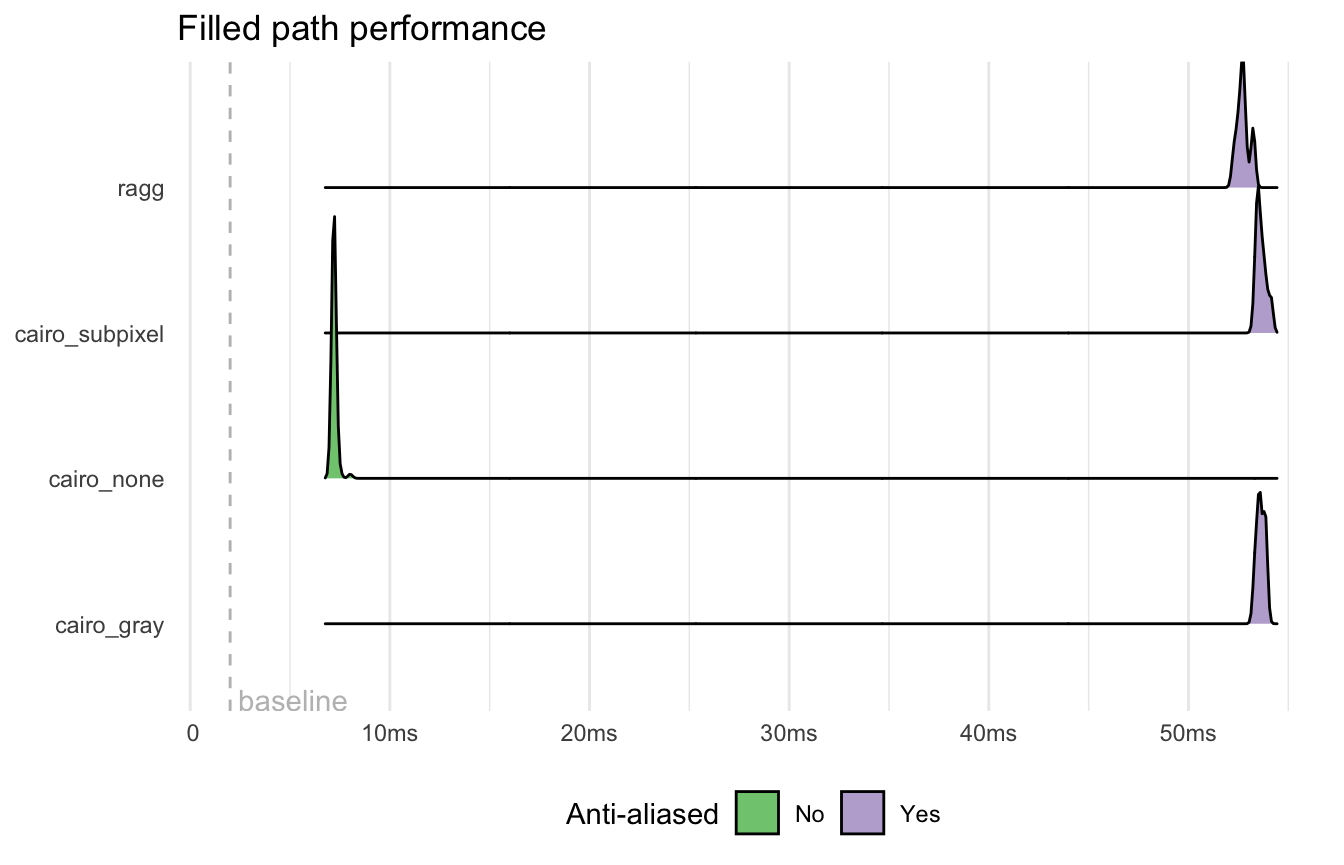 Filled path performance
ragg
cairo_subpixel
cairo_none
cairo_gray
baseline
0 10ms 20ms 30ms 40ms 50ms
Anti-aliased No Yes